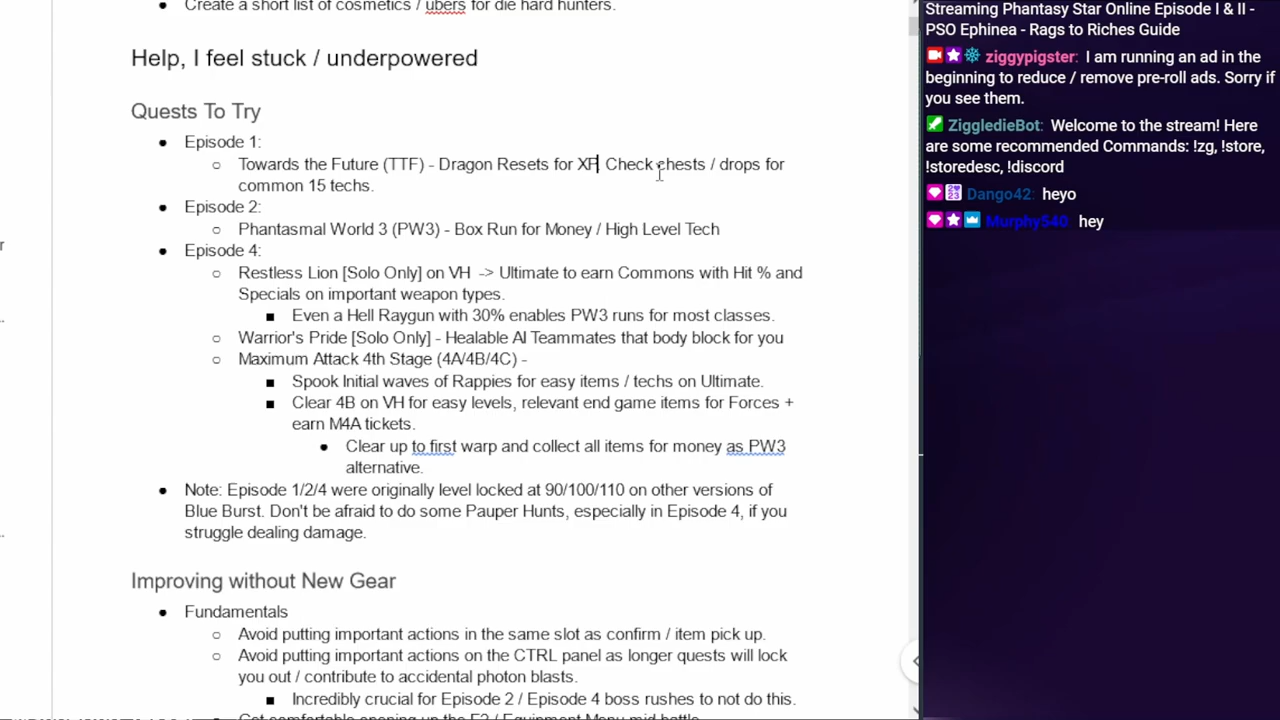 Create a short list of cosmetics / ubers for die hard hunters.
Help, I feel stuck / underpowered
Quests To Try
Episode 1:
Towards the Future (TTF) - Dragon Resets for XP. Check chests / drops for
common 15 techs.
Episode 2:
Phantasmal World 3 (PW3) - Box Run for Money / High Level Tech
Episode 4:
Restless Lion [Solo Only] on VH -> Ultimate to earn Commons with Hit % and
Specials on important weapon types.
Even a Hell Raygun with 30% enables PW3 runs for most classes.
Warrior's Pride [Solo Only] - Healable AI Teammates that body block for you
Maximum Attack 4th Stage (4A/4B/4C) -
Spook Initial waves of Rappies for easy items / techs on Ultimate.
Clear 4B on VH for easy levels, relevant end game items for Forces +
earn M4A tickets.
Clear up to first warp and collect all items for money as PW3
alternative.
Note: Episode 1/2/4 were originally level locked at 90/100/110 on other versions of
Blue Burst. Don't be afraid to do some Pauper Hunts, especially in Episode 4, if you
struggle dealing damage.
Improving without New Gear
Fundamentals
Avoid putting important actions in the same slot as confirm / item pick up.
Avoid putting important actions on the CTRL panel as longer quests will lock
you out / contribute to accidental photon blasts.
Incredibly crucial for Episode 2 / Episode 4 boss rushes to not do this.
Get comfortable opening up the F2 / Equipment Menu mid battle
Streaming Phantasy Star Online Episode I & II -
PSO Ephinea - Rags to Riches Guide
ziggypigster: I am running an ad in the
beginning to reduce / remove pre-roll ads. Sorry if
you see them.
ZiggledieBot: Welcome to the stream! Here
are some recommended Commands: !zg, !store,
!storedesc, !discord
Dango42: heyo
Murphy540: hey